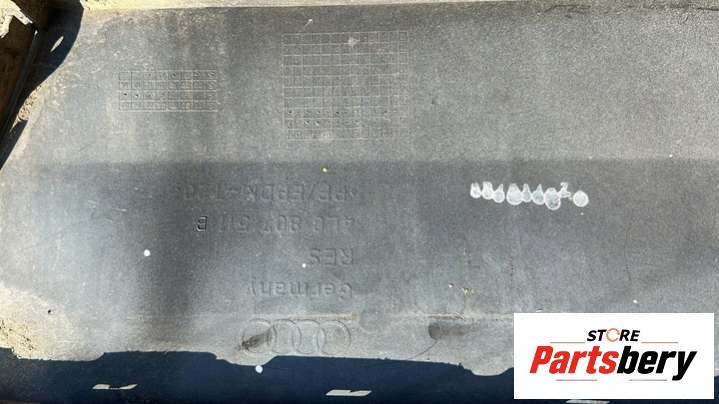 4L0 807 511 B
RES
Germany
STORE
Partsbery